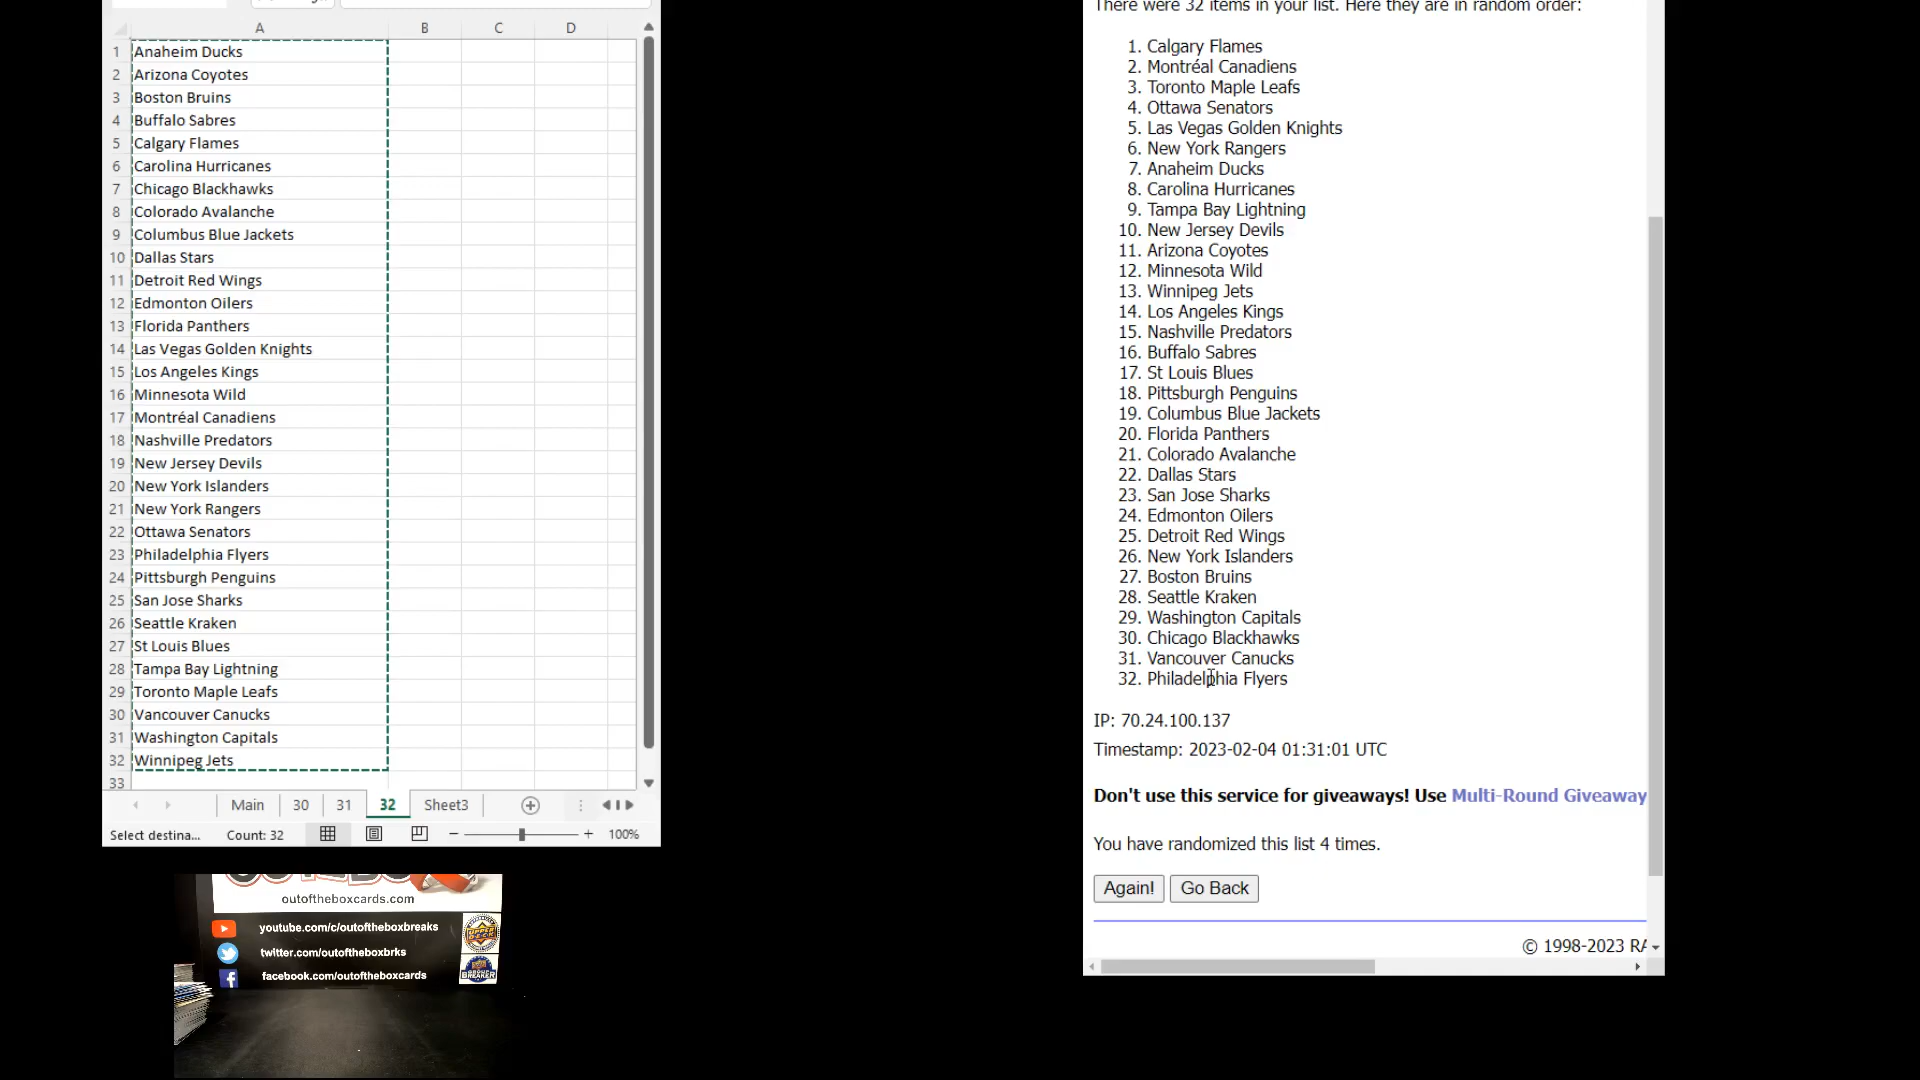 A B C D
1 Anaheim Ducks
2 Arizona Coyotes
3 Boston Bruins
4 Buffalo Sabres
5 Calgary Flames
6 Carolina Hurricanes
7 Chicago Blackhawks
8 Colorado Avalanche
9 Columbus Blue Jackets
10 Dallas Stars
11 Detroit Red Wings
12 Edmonton Oilers
13 Florida Panthers
14 Las Vegas Golden Knights
15 Los Angeles Kings
16 Minnesota Wild
17 Montréal Canadiens
18 Nashville Predators
19 New Jersey Devils
20 New York Islanders
21 New York Rangers
22 Ottawa Senators
23 Philadelphia Flyers
24 Pittsburgh Penguins
25 San Jose Sharks
26 Seattle Kraken
27 St Louis Blues
28 Tampa Bay Lightning
29 Toronto Maple Leafs
30 Vancouver Canucks
31 Washington Capitals
32 Winnipeg Jets
33
Main 30 31 32 Sheet3
Select destina... Count: 32 100%
outoftheboxcards.com
youtube.com/c/outoftheboxbreaks
twitter.com/outoftheboxbrks
facebook.com/outoftheboxcards
UPPER DECK
GROUP BREAKER
There were 32 items in your list. Here they are in random order:
1. Calgary Flames
2. Montréal Canadiens
3. Toronto Maple Leafs
4. Ottawa Senators
5. Las Vegas Golden Knights
6. New York Rangers
7. Anaheim Ducks
8. Carolina Hurricanes
9. Tampa Bay Lightning
10. New Jersey Devils
11. Arizona Coyotes
12. Minnesota Wild
13. Winnipeg Jets
14. Los Angeles Kings
15. Nashville Predators
16. Buffalo Sabres
17. St Louis Blues
18. Pittsburgh Penguins
19. Columbus Blue Jackets
20. Florida Panthers
21. Colorado Avalanche
22. Dallas Stars
23. San Jose Sharks
24. Edmonton Oilers
25. Detroit Red Wings
26. New York Islanders
27. Boston Bruins
28. Seattle Kraken
29. Washington Capitals
30. Chicago Blackhawks
31. Vancouver Canucks
32. Philadelphia Flyers
IP: 70.24.100.137
Timestamp: 2023-02-04 01:31:01 UTC
Don't use this service for giveaways! Use Multi-Round Giveaway
You have randomized this list 4 times.
Again! Go Back
© 1998-2023 RA